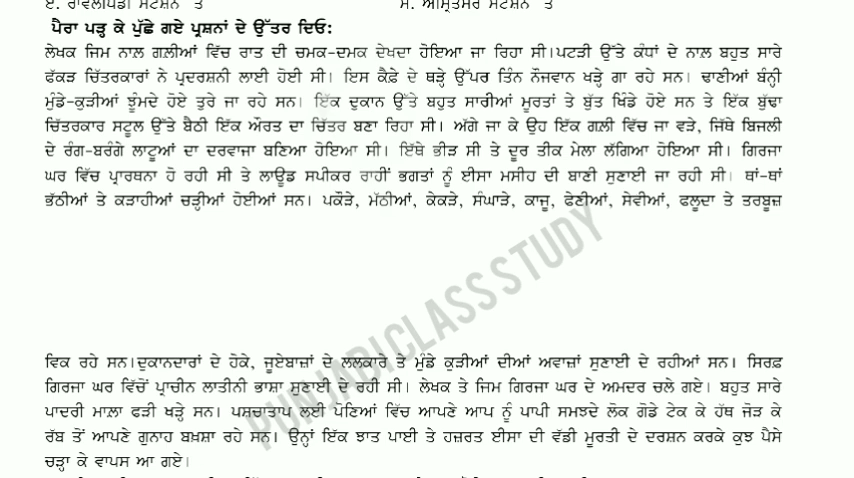 ੲ. ਰਾਵਲਪਿੰਡੀ ਸਟੇਸ਼ਨ ਤੇ ਸ. ਅੰਮ੍ਰਿਤਸਰ ਸਟੇਸ਼ਨ ਤੇ
ਪੈਰਾ ਪੜ੍ਹ ਕੇ ਪੁੱਛੇ ਗਏ ਪ੍ਰਸ਼ਨਾਂ ਦੇ ਉੱਤਰ ਦਿਓ:
ਲੇਖਕ ਜਿਮ ਨਾਲ਼ ਗਲ਼ੀਆਂ ਵਿੱਚ ਰਾਤ ਦੀ ਚਮਕ-ਦਮਕ ਦੇਖਦਾ ਹੋਇਆ ਜਾ ਰਿਹਾ ਸੀ।ਪਟੜੀ ਉੱਤੇ ਕੰਧਾਂ ਦੇ ਨਾਲ਼ ਬਹੁਤ ਸਾਰੇ
ਫੱਕੜ ਚਿੱਤਰਕਾਰਾਂ ਨੇ ਪ੍ਰਦਰਸ਼ਨੀ ਲਾਈ ਹੋਈ ਸੀ। ਇਸ ਕੈਫ਼ੇ ਦੇ ਥੜ੍ਹੇ ਉੱਪਰ ਤਿੰਨ ਨੌਜਵਾਨ ਖੜ੍ਹੇ ਗਾ ਰਹੇ ਸਨ। ਢਾਣੀਆਂ ਬੰਨ੍ਹੀ
ਮੁੰਡੇ-ਕੁੜੀਆਂ ਝੂੰਮਦੇ ਹੋਏ ਤੁਰੇ ਜਾ ਰਹੇ ਸਨ। ਇੱਕ ਦੁਕਾਨ ਉੱਤੇ ਬਹੁਤ ਸਾਰੀਆਂ ਮੂਰਤਾਂ ਤੇ ਬੁੱਤ ਖਿੰਡੇ ਹੋਏ ਸਨ ਤੇ ਇੱਕ ਬੁੱਢਾ
ਚਿੱਤਰਕਾਰ ਸਟੂਲ ਉੱਤੇ ਬੈਠੀ ਇੱਕ ਔਰਤ ਦਾ ਚਿੱਤਰ ਬਣਾ ਰਿਹਾ ਸੀ। ਅੱਗੇ ਜਾ ਕੇ ਉਹ ਇੱਕ ਗਲ਼ੀ ਵਿੱਚ ਜਾ ਵੜੇ, ਜਿੱਥੇ ਬਿਜਲੀ
ਦੇ ਰੰਗ-ਬਰੰਗੇ ਲਾਟੂਆਂ ਦਾ ਦਰਵਾਜਾ ਬਣਿਆ ਹੋਇਆ ਸੀ। ਇੱਥੇ ਭੀੜ ਸੀ ਤੇ ਦੂਰ ਤੀਕ ਮੇਲਾ ਲੱਗਿਆ ਹੋਇਆ ਸੀ। ਗਿਰਜਾ
ਘਰ ਵਿੱਚ ਪ੍ਰਾਰਥਨਾ ਹੋ ਰਹੀ ਸੀ ਤੇ ਲਾਊਡ ਸਪੀਕਰ ਰਾਹੀਂ ਭਗਤਾਂ ਨੂੰ ਈਸਾ ਮਸੀਹ ਦੀ ਬਾਣੀ ਸੁਣਾਈ ਜਾ ਰਹੀ ਸੀ। ਥਾਂ-ਥਾਂ
ਭੱਠੀਆਂ ਤੇ ਕੜਾਹੀਆਂ ਚੜ੍ਹੀਆਂ ਹੋਈਆਂ ਸਨ। ਪਕੌੜੇ, ਮੱਠੀਆਂ, ਕੇਕੜੇ, ਸੰਘਾੜੇ, ਕਾਜੂ, ਫੇਣੀਆਂ, ਸੇਵੀਆਂ, ਫਲੂਦਾ ਤੇ ਤਰਬੂਜ਼
ਵਿਕ ਰਹੇ ਸਨ।ਦੁਕਾਨਦਾਰਾਂ ਦੇ ਹੋਕੇ, ਜੂਏਬਾਜ਼ਾਂ ਦੇ ਲਲਕਾਰੇ ਤੇ ਮੁੰਡੇ ਕੁੜੀਆਂ ਦੀਆਂ ਅਵਾਜ਼ਾਂ ਸੁਣਾਈ ਦੇ ਰਹੀਆਂ ਸਨ। ਸਿਰਫ਼
ਗਿਰਜਾ ਘਰ ਵਿੱਚੋਂ ਪ੍ਰਾਚੀਨ ਲਾਤੀਨੀ ਭਾਸ਼ਾ ਸੁਣਾਈ ਦੇ ਰਹੀ ਸੀ। ਲੇਖਕ ਤੇ ਜਿਮ ਗਿਰਜਾ ਘਰ ਦੇ ਅਮਦਰ ਚਲੇ ਗਏ। ਬਹੁਤ ਸਾਰੇ
ਪਾਦਰੀ ਮਾਲ਼ਾ ਫੜੀ ਖੜ੍ਹੇ ਸਨ। ਪਸ਼ਚਾਤਾਪ ਲਈ ਪੋਣਿਆਂ ਵਿੱਚ ਆਪਣੇ ਆਪ ਨੂੰ ਪਾਪੀ ਸਮਝਦੇ ਲੋਕ ਗੋਡੇ ਟੇਕ ਕੇ ਹੱਥ ਜੋੜ ਕੇ
ਰੱਬ ਤੋਂ ਆਪਣੇ ਗੁਨਾਹ ਬਖ਼ਸ਼ਾ ਰਹੇ ਸਨ। ਉਨ੍ਹਾਂ ਇੱਕ ਝਾਤ ਪਾਈ ਤੇ ਹਜ਼ਰਤ ਈਸਾ ਦੀ ਵੱਡੀ ਮੂਰਤੀ ਦੇ ਦਰਸ਼ਨ ਕਰਕੇ ਕੁਝ ਪੈਸੇ
ਚੜ੍ਹਾ ਕੇ ਵਾਪਸ ਆ ਗਏ।
PUNJABI CLASS STUDY